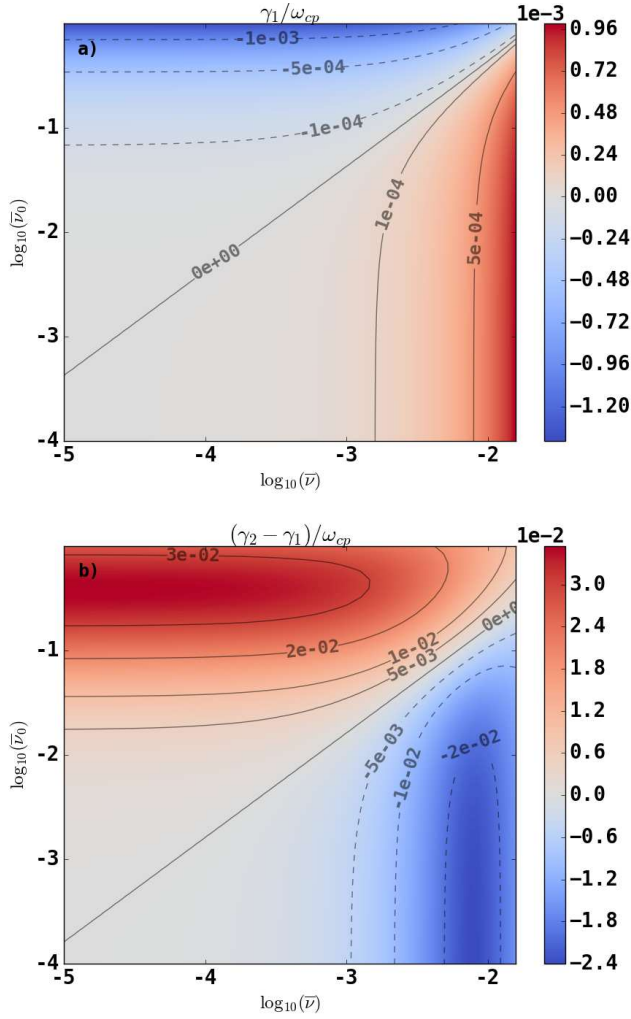 γ₁/ω_cp
1e−3
a)
-1e-03
-5e-04
-1e-04
0e+00
1e-04
5e-04
-1
-2
-3
-4
log₁₀(ν̅₀)
-5 -4 -3 -2
log₁₀(ν̅)
0.96
0.72
0.48
0.24
0.00
−0.24
−0.48
−0.72
−0.96
−1.20
(γ₂ − γ₁)/ω_cp
1e−2
b)
3e-02
2e-02
1e-02
5e-03
0e+0
-5e-03
-1e-02
-2e-02
-1
-2
-3
-4
log₁₀(ν̅₀)
-5 -4 -3 -2
log₁₀(ν̅)
3.0
2.4
1.8
1.2
0.6
0.0
−0.6
−1.2
−1.8
−2.4